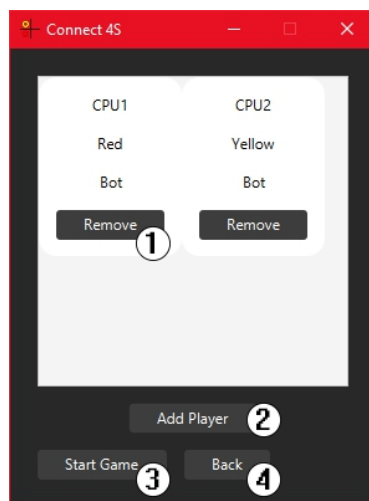 Connect 4S
CPU1 CPU2
Red Yellow
Bot Bot
Remove Remove
1
Add Player 2
Start Game 3 Back 4